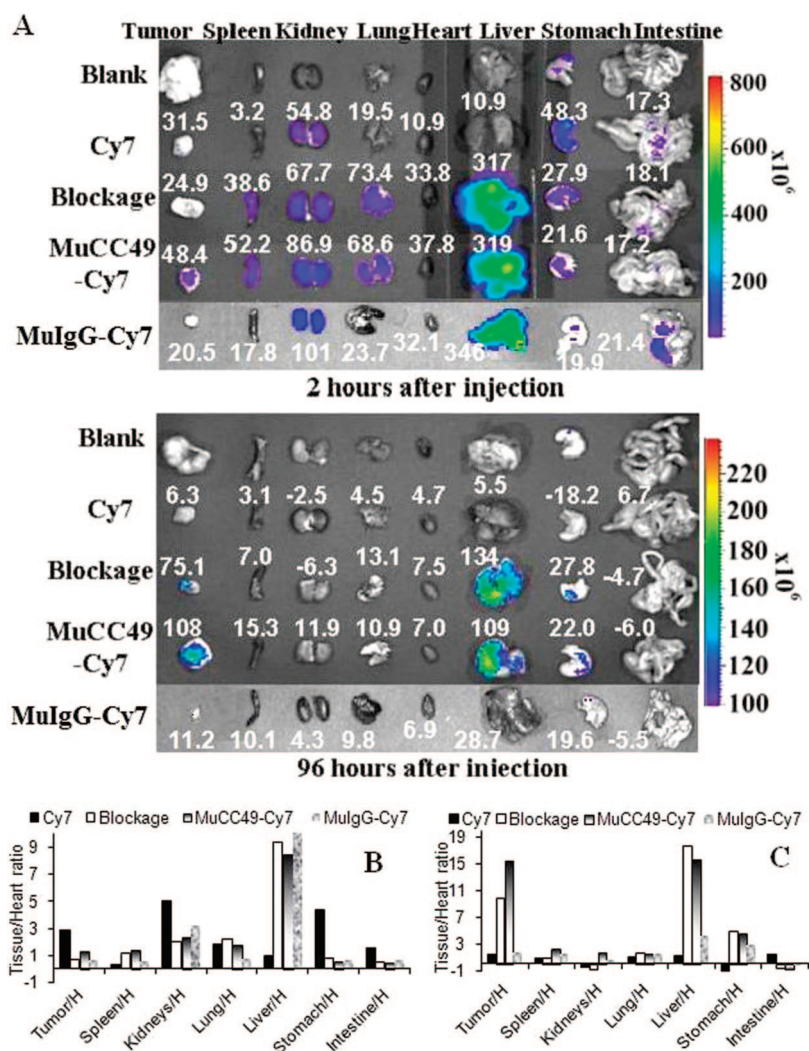 A
Tumor Spleen Kidney Lung Heart Liver Stomach Intestine
Blank
31.5 3.2 54.8 19.5 10.9 10.9 48.3 17.3
Cy7
24.9 38.6 67.7 73.4 33.8 317 27.9 18.1
Blockage
48.4 52.2 86.9 68.6 37.8 319 21.6 17.2
MuCC49
-Cy7
MuIgG-Cy7
20.5 17.8 101 23.7 32.1 346 19.9 21.4
800
600
400
200
x10⁶
2 hours after injection
Blank
6.3 3.1 -2.5 4.5 4.7 5.5 -18.2 6.7
Cy7
75.1 7.0 -6.3 13.1 7.5 134 27.8 -4.7
Blockage
108 15.3 11.9 10.9 7.0 109 22.0 -6.0
MuCC49
-Cy7
MuIgG-Cy7
11.2 10.1 4.3 9.8 6.9 28.7 19.6 -5.5
220
200
180
160
140
120
100
x10⁶
96 hours after injection
Cy7 Blockage MuCC49-Cy7 MuIgG-Cy7
B
Tissue/Heart ratio
9
7
5
3
1
-1
Tumor/H Spleen/H Kidneys/H Lung/H Liver/H Stomach/H Intestine/H
Cy7 Blockage MuCC49-Cy7 MuIgG-Cy7
C
Tissue/Heart ratio
19
15
11
9
4
-1
Tumor/H Spleen/H Kidneys/H Lung/H Liver/H Stomach/H Intestine/H